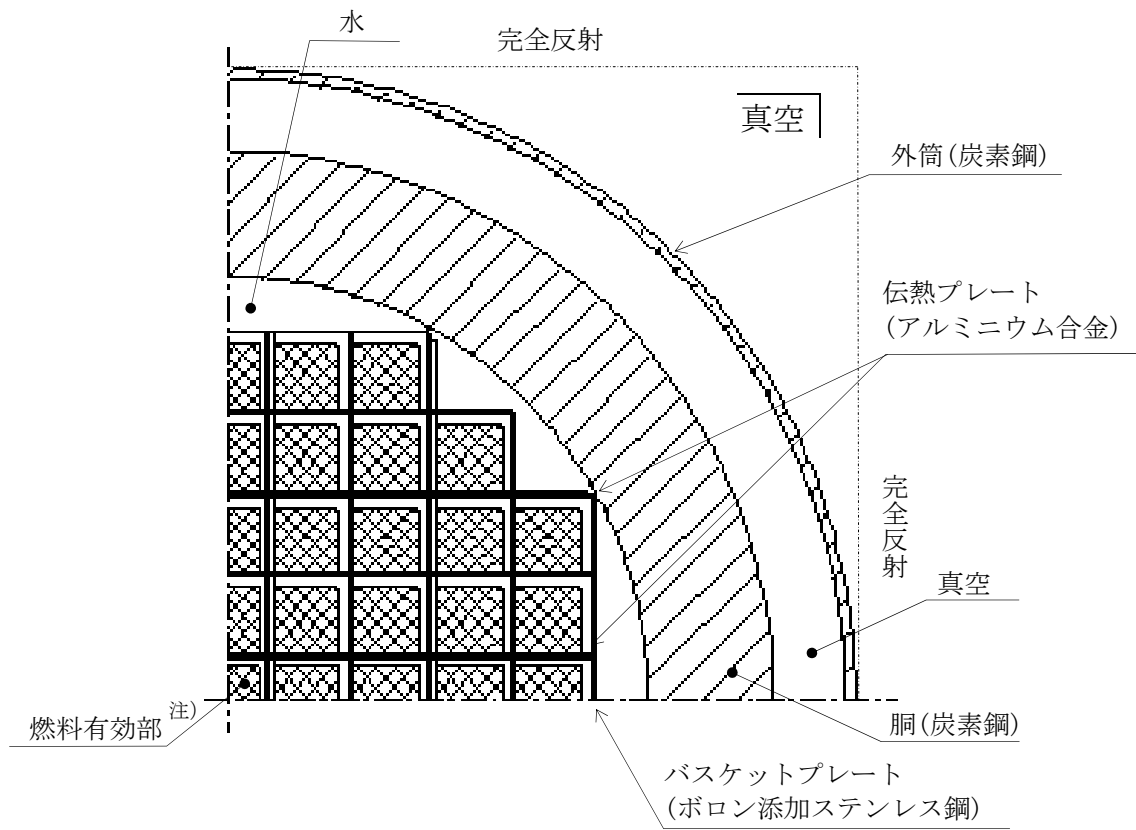 水
完全反射
真空
外筒(炭素鋼)
伝熱プレート
(アルミニウム合金)
完全反射
真空
燃料有効部注)
胴(炭素鋼)
バスケットプレート
(ボロン添加ステンレス鋼)